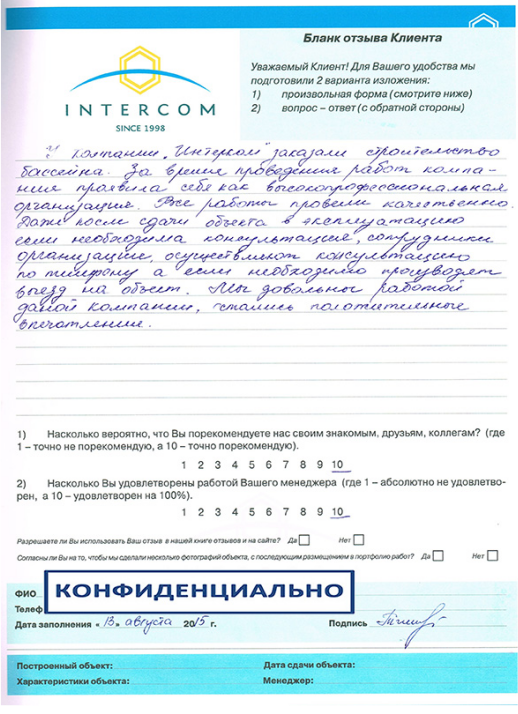 Бланк отзыва Клиента
INTERCOM
SINCE 1998
Уважаемый Клиент! Для Вашего удобства мы
подготовили 2 варианта изложения:
1) произвольная форма (смотрите ниже)
2) вопрос – ответ (с обратной стороны)
У компании „Интерком" заказали строительство
бассейна. За время проведения работ компа-
ния проявила себя как высокопрофессиональная
организация. Все работы провели качественно.
Даже после сдачи объекта в эксплуатацию
если необходима консультация, сотрудники
организации, осуществляют консультацию
по телефону а если необходимо производят
выезд на объект. Мы довольны работой
даной компании, остались положительные
впечатления.
1) Насколько вероятно, что Вы порекомендуете нас своим знакомым, друзьям, коллегам? (где
1 – точно не порекомендую, а 10 – точно порекомендую).
1 2 3 4 5 6 7 8 9 10
2) Насколько Вы удовлетворены работой Вашего менеджера (где 1 – абсолютно не удовлетво-
рен, а 10 – удовлетворен на 100%).
1 2 3 4 5 6 7 8 9 10
Разрешаете ли Вы использовать Ваш отзыв в нашей книге отзывов и на сайте? Да Нет
Согласны ли Вы на то, чтобы мы сделали несколько фотографий объекта, с последующим размещением в портфолио работ? Да Нет
ФИО
КОНФИДЕНЦИАЛЬНО
Телеф
Дата заполнения « 13 » августа 2015 г. Подпись
Построенный объект: Дата сдачи объекта:
Характеристики объекта: Менеджер: